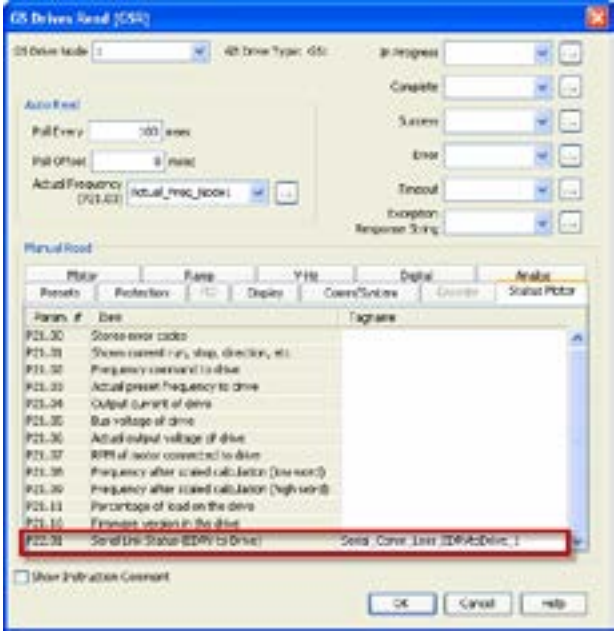 GS Drives Read (GSR)
GS Drive Node 1
GS Drive Type: GS1
In Progress
Complete
Success
Error
Timeout
Exception
Response String
Auto Read
Poll Every 100 msec
Poll Offset 0 msec
Actual Frequency
(P21.03) Actual_Freq_Node1
Manual Read
Motor Ramp V/Hz Digital Analog
Presets Protection PID Display Comm/System Encoder Status Motor
Param. # Item Tagname
P21.00 Stores error codes
P21.01 Shows current run, stop, direction, etc.
P21.02 Frequency command to drive
P21.03 Actual preset frequency to drive
P21.04 Output current of drive
P21.05 Bus voltage of drive
P21.06 Actual output voltage of drive
P21.07 RPM of motor connected to drive
P21.08 Frequency after scaled calculation (low word)
P21.09 Frequency after scaled calculation (high word)
P21.11 Percentage of load on the drive
P21.10 Firmware version in the drive
P22.01 Serial Link Status (EDRV to Drive)
Show Instruction Comment
OK Cancel Help